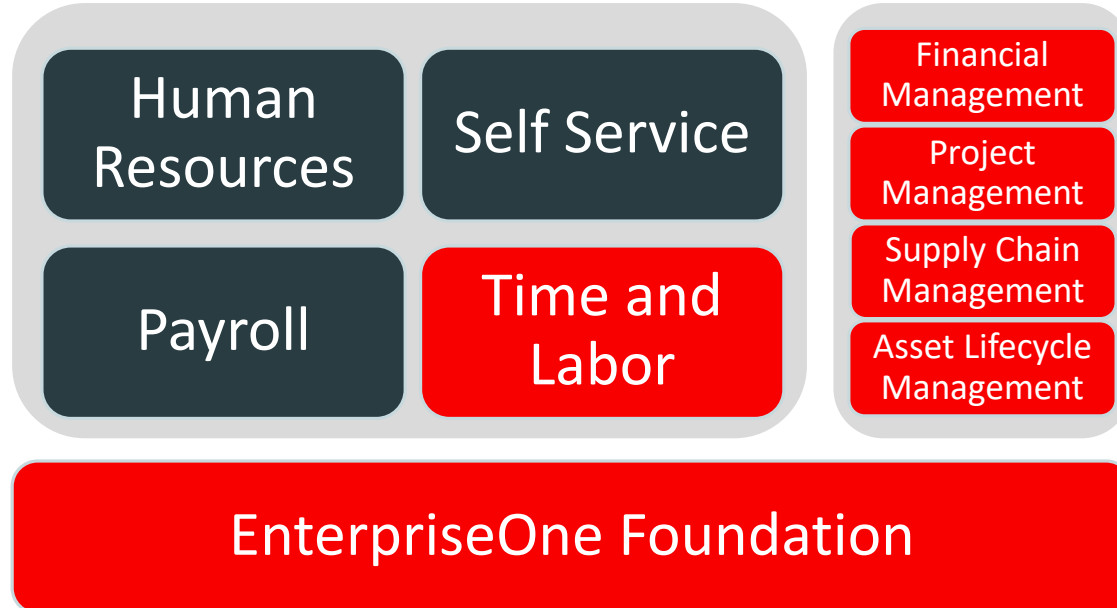 Human
Resources
Self Service
Payroll
Time and
Labor
Financial
Management
Project
Management
Supply Chain
Management
Asset Lifecycle
Management
EnterpriseOne Foundation